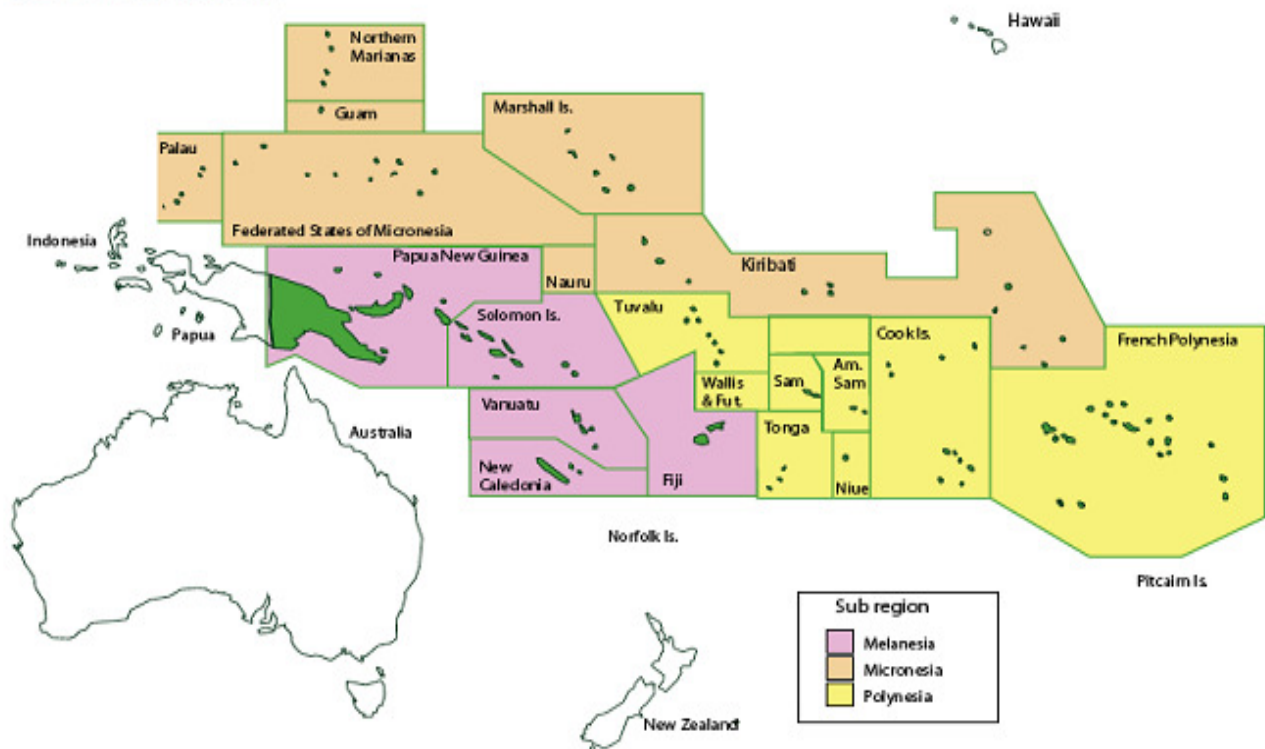 Hawaii
Northern
Marianas
Guam
Marshall Is.
Palau
Federated States of Micronesia
Indonesia
Papua New Guinea
Nauru
Kiribati
Papua
Solomon Is.
Tuvalu
Cook Is.
French Polynesia
Wallis
& Fut.
Sam
Am.
Sam
Vanuatu
Australia
Tonga
New
Caledonia
Fiji
Niue
Norfolk Is.
Pitcairn Is.
Sub region
Melanesia
Micronesia
Polynesia
New Zealand